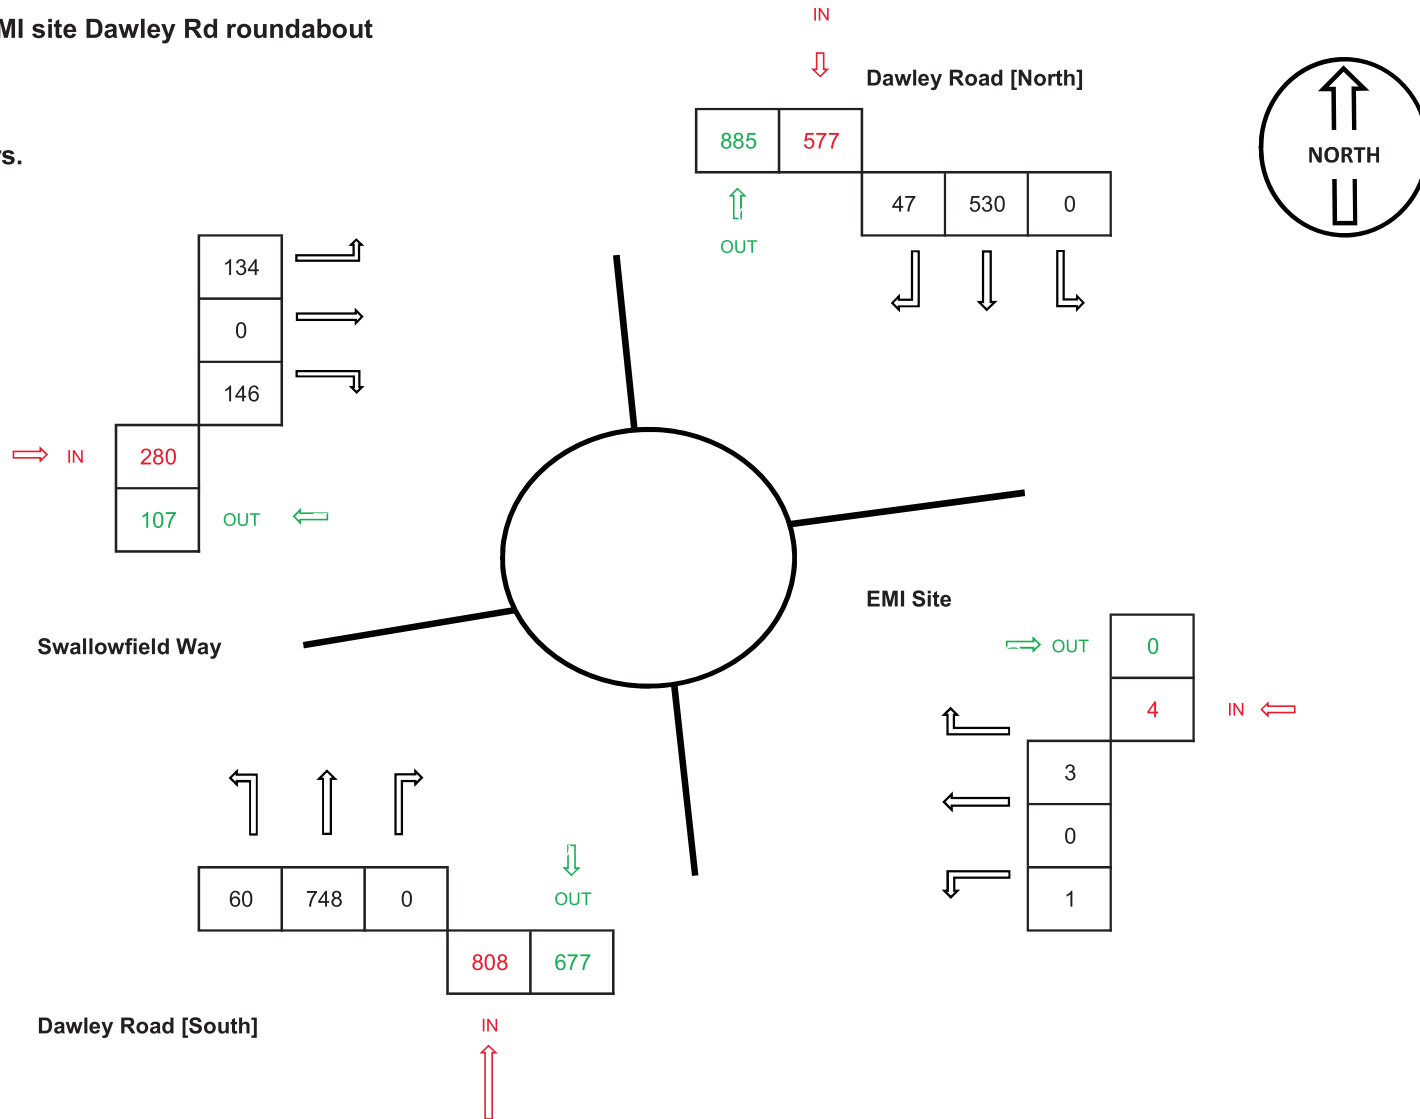 MI site Dawley Rd roundabout
IN
Dawley Road [North]
885 577
NORTH
rs.
47 530 0
OUT
134
0
146
IN 280
107 OUT
EMI Site
Swallowfield Way
OUT 0
4 IN
3
0
1
60 748 0
OUT
808 677
Dawley Road [South]
IN